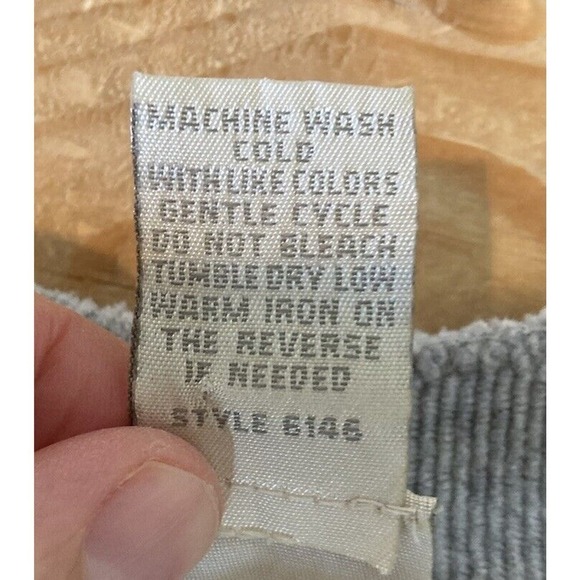 MACHINE WASH
COLD
WITH LIKE COLORS
GENTLE CYCLE
DO NOT BLEACH
TUMBLE DRY LOW
WARM IRON ON
THE REVERSE
IF NEEDED
STYLE 6146